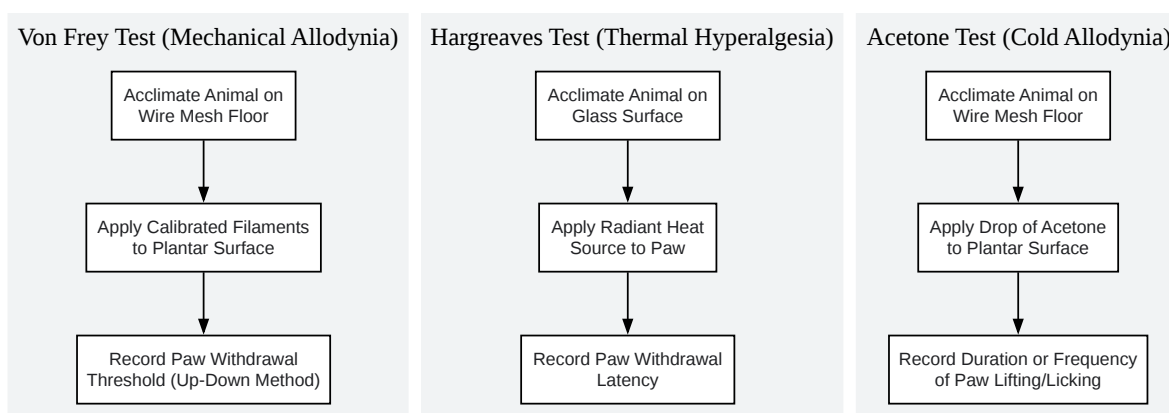 Von Frey Test (Mechanical Allodynia)
Acclimate Animal on
Wire Mesh Floor
Apply Calibrated Filaments
to Plantar Surface
Record Paw Withdrawal
Threshold (Up-Down Method)
Hargreaves Test (Thermal Hyperalgesia)
Acclimate Animal on
Glass Surface
Apply Radiant Heat
Source to Paw
Record Paw Withdrawal
Latency
Acetone Test (Cold Allodynia)
Acclimate Animal on
Wire Mesh Floor
Apply Drop of Acetone
to Plantar Surface
Record Duration or Frequency
of Paw Lifting/Licking